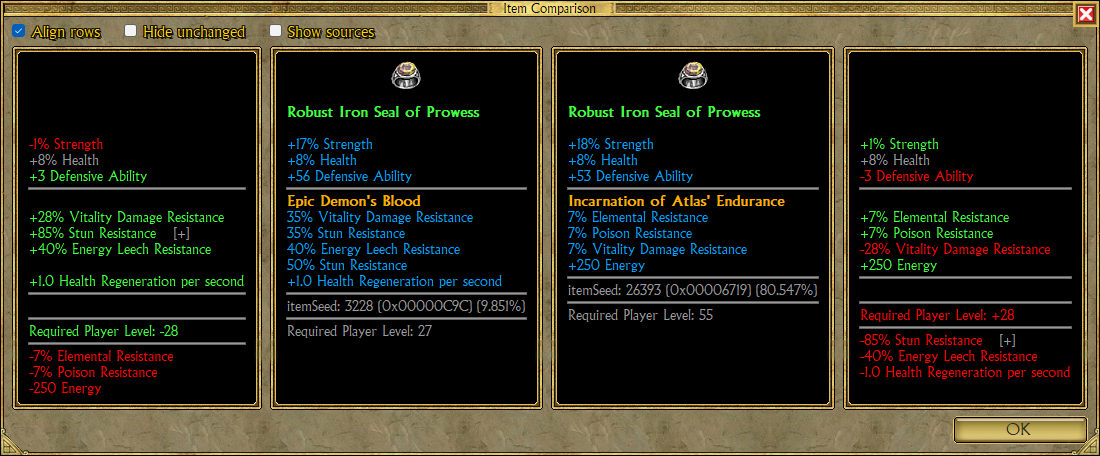 Item Comparison
Align rows
Hide unchanged
Show sources
-1% Strength
+8% Health
+3 Defensive Ability
+28% Vitality Damage Resistance
+85% Stun Resistance [+]
+40% Energy Leech Resistance
+1.0 Health Regeneration per second
Required Player Level: -28
-7% Elemental Resistance
-7% Poison Resistance
-250 Energy
Robust Iron Seal of Prowess
+17% Strength
+8% Health
+56 Defensive Ability
Epic Demon's Blood
35% Vitality Damage Resistance
35% Stun Resistance
40% Energy Leech Resistance
50% Stun Resistance
+1.0 Health Regeneration per second
itemSeed: 3228 (0x00000C9C) (9.851%)
Required Player Level: 27
Robust Iron Seal of Prowess
+18% Strength
+8% Health
+53 Defensive Ability
Incarnation of Atlas' Endurance
7% Elemental Resistance
7% Poison Resistance
7% Vitality Damage Resistance
+250 Energy
itemSeed: 26393 (0x00006719) (80.547%)
Required Player Level: 55
+1% Strength
+8% Health
-3 Defensive Ability
+7% Elemental Resistance
+7% Poison Resistance
-28% Vitality Damage Resistance
+250 Energy
Required Player Level: +28
-85% Stun Resistance [+]
-40% Energy Leech Resistance
-1.0 Health Regeneration per second
OK